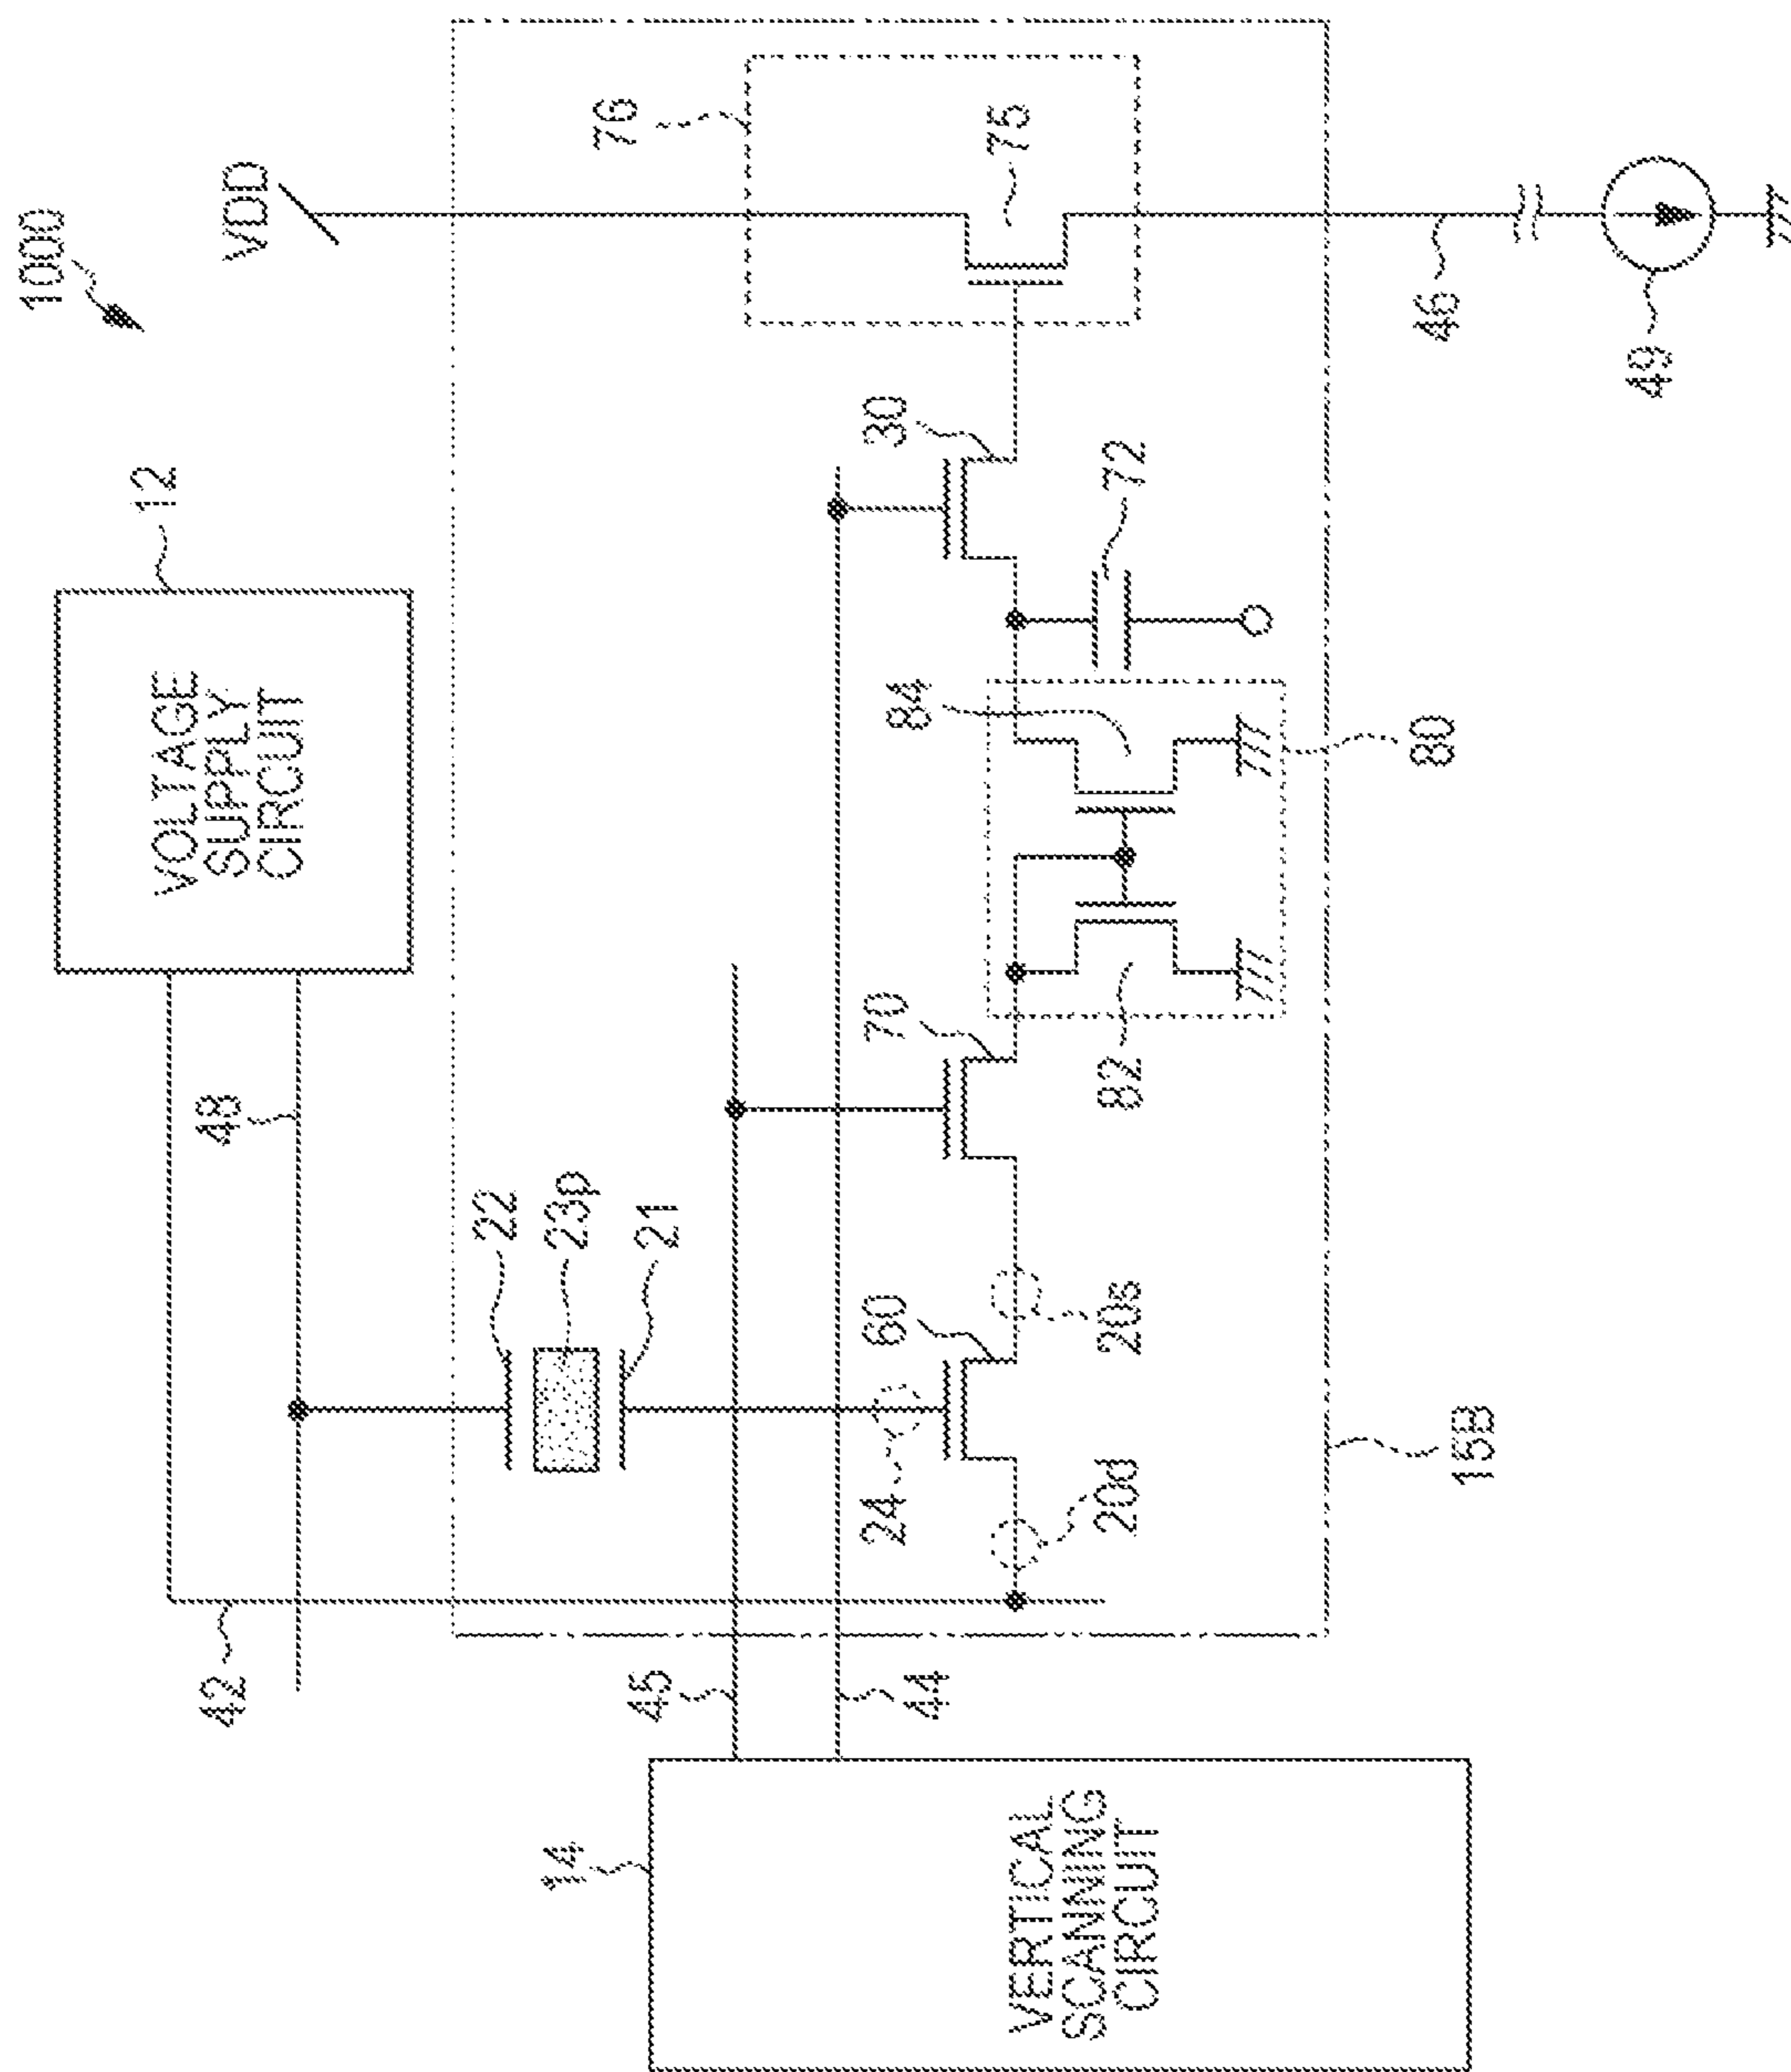 1000
VDD
12
VOLTAGE
SUPPLY
CIRCUIT
48
42
22
23p
21
76
75
30
72
84
80
82
70
60
20s
24
20d
15B
45
44
46
49
14
VERTICAL
SCANNING
CIRCUIT